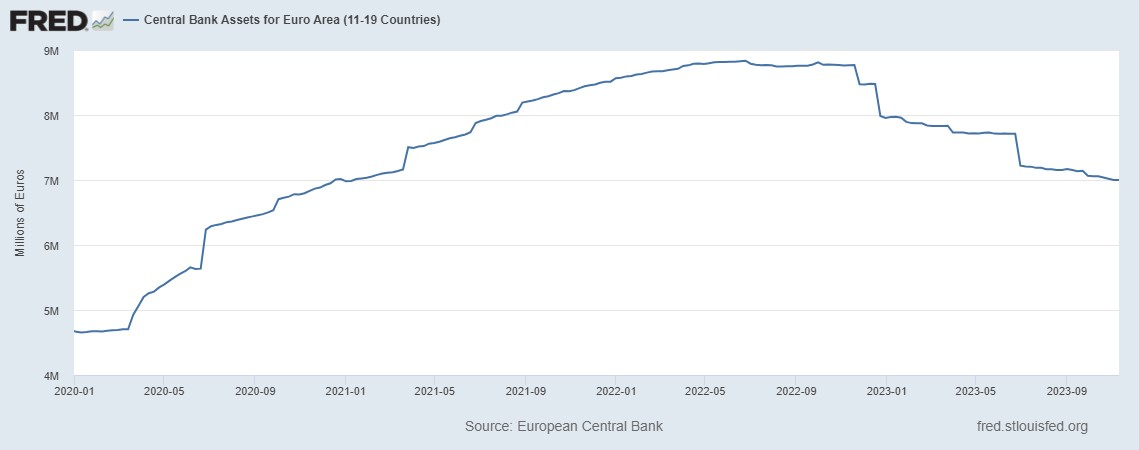 FRED
Central Bank Assets for Euro Area (11-19 Countries)
Millions of Euros
9M
8M
7M
6M
5M
4M
2020-01 2020-05 2020-09 2021-01 2021-05 2021-09 2022-01 2022-05 2022-09 2023-01 2023-05 2023-09
Source: European Central Bank
fred.stlouisfed.org